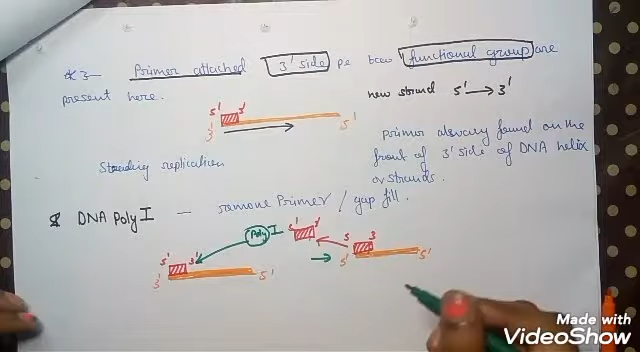 *3— Primer attached 3' side pe bcw functional group are
present here.
new strand 5' → 3'
5' 3'
3' 5'
primer always found on the
front of 3' side of DNA helix
or strands.
replication
* DNA Poly I — remove Primer / gap fill.
Poly I
5' 3'
5' 3'
3' 5'
5 3
5' 5'
Made with
VideoShow